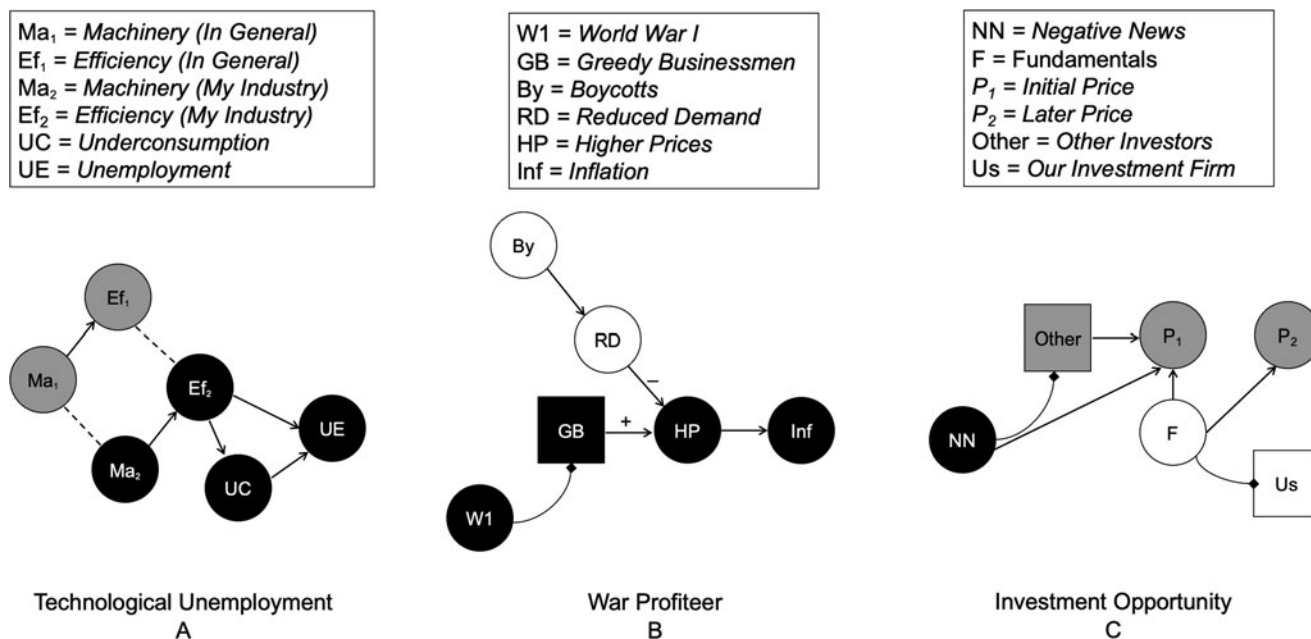 Ma₁ = Machinery (In General)
Ef₁ = Efficiency (In General)
Ma₂ = Machinery (My Industry)
Ef₂ = Efficiency (My Industry)
UC = Underconsumption
UE = Unemployment
Ef₁
Ma₁
Ef₂
UE
Ma₂
UC
Technological Unemployment
A
W1 = World War I
GB = Greedy Businessmen
By = Boycotts
RD = Reduced Demand
HP = Higher Prices
Inf = Inflation
By
RD
–
GB
+
HP
Inf
W1
War Profiteer
B
NN = Negative News
F = Fundamentals
P₁ = Initial Price
P₂ = Later Price
Other = Other Investors
Us = Our Investment Firm
Other
P₁
P₂
NN
F
Us
Investment Opportunity
C